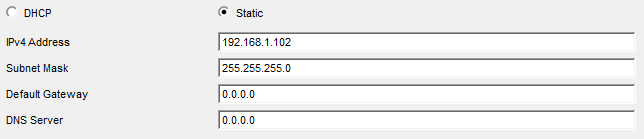 DHCP Static
IPv4 Address 192.168.1.102
Subnet Mask 255.255.255.0
Default Gateway 0.0.0.0
DNS Server 0.0.0.0